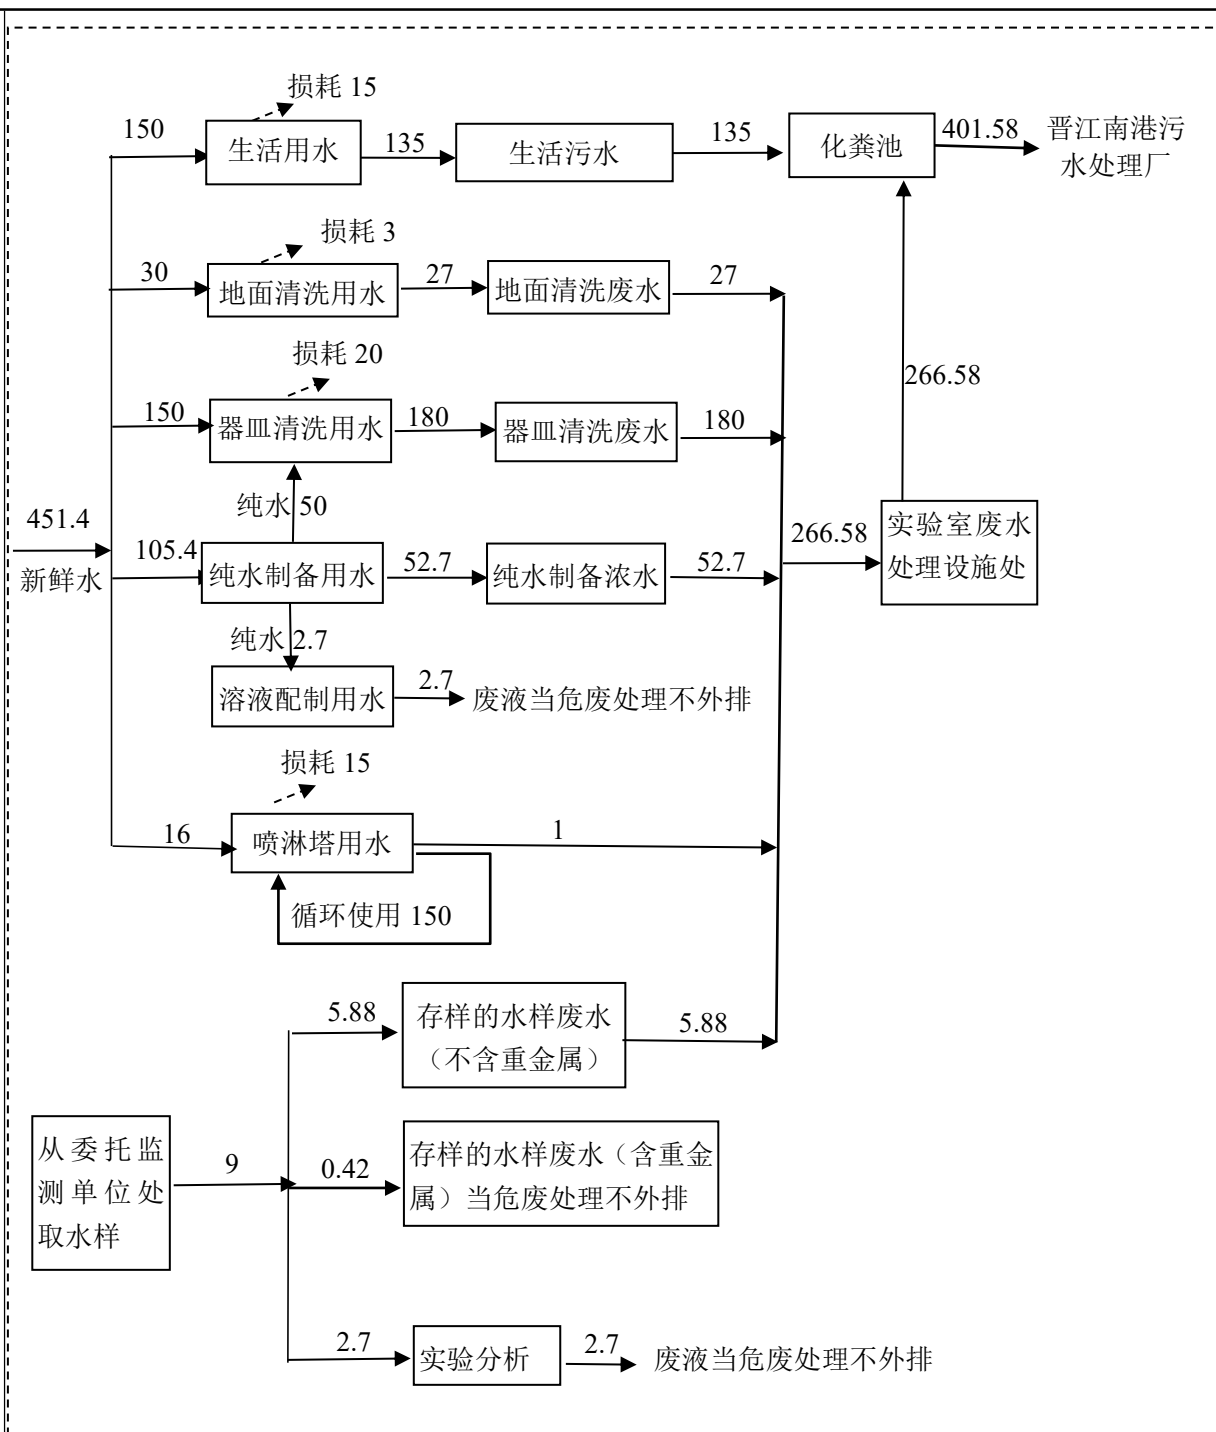 损耗 15
150
生活用水
135
生活污水
135
化粪池
401.58
晋江南港污
水处理厂
损耗 3
30
地面清洗用水
27
地面清洗废水
27
损耗 20
150
器皿清洗用水
180
器皿清洗废水
180
266.58
纯水 50
451.4
新鲜水
105.4
纯水制备用水
52.7
纯水制备浓水
52.7
266.58
实验室废水
处理设施处
纯水 2.7
溶液配制用水
2.7
废液当危废处理不外排
损耗 15
16
喷淋塔用水
1
循环使用 150
5.88
存样的水样废水
（不含重金属）
5.88
从委托监
测单位处
取水样
9
0.42
存样的水样废水（含重金
属）当危废处理不外排
2.7
实验分析
2.7
废液当危废处理不外排